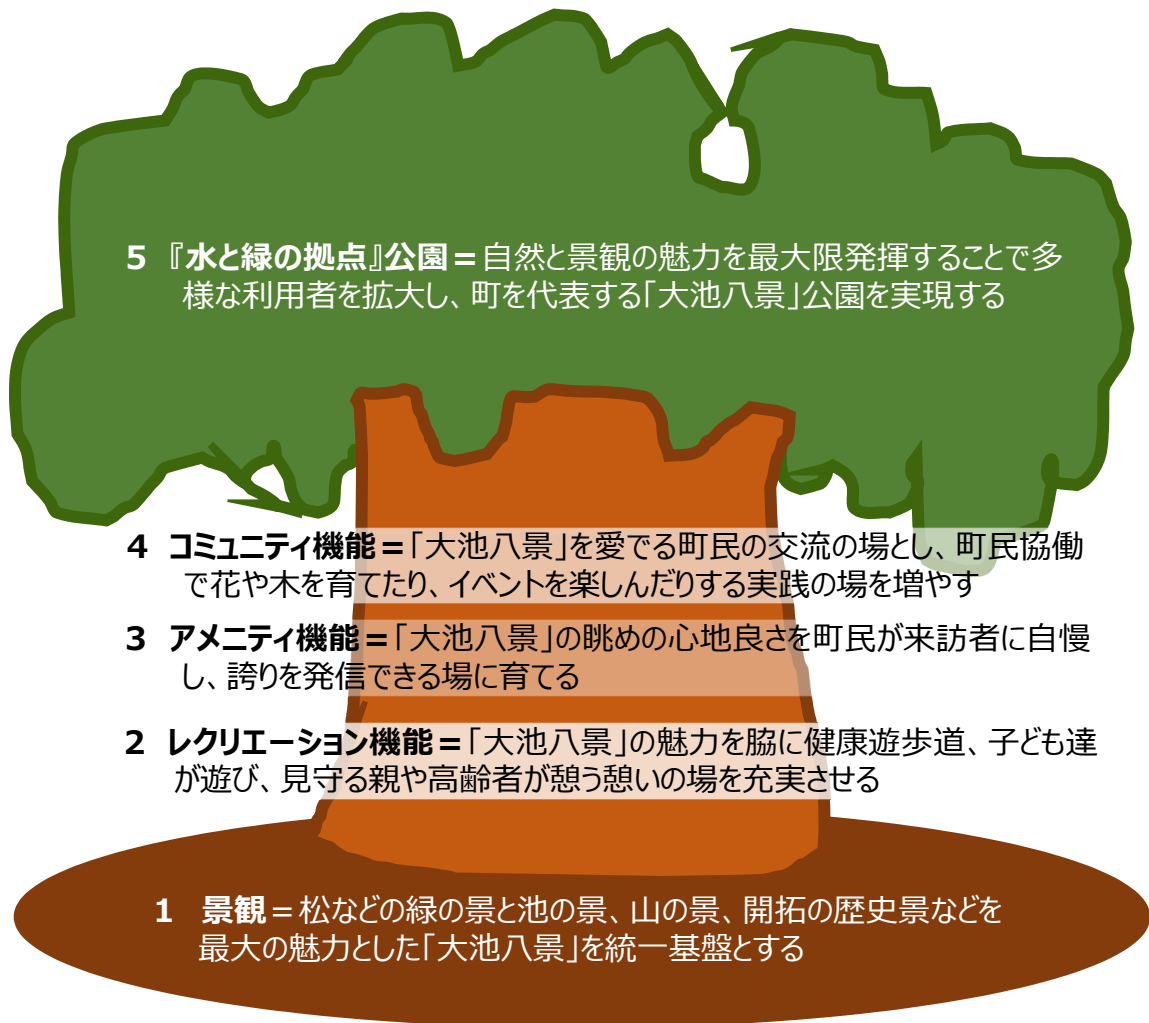 5 『水と緑の拠点』公園＝自然と景観の魅力を最大限発揮することで多
様な利用者を拡大し、町を代表する「大池八景」公園を実現する
4 コミュニティ機能＝「大池八景」を愛でる町民の交流の場とし、町民協働
で花や木を育てたり、イベントを楽しんだりする実践の場を増やす
3 アメニティ機能＝「大池八景」の眺めの心地良さを町民が来訪者に自慢
し、誇りを発信できる場に育てる
2 レクリエーション機能＝「大池八景」の魅力を脇に健康遊歩道、子ども達
が遊び、見守る親や高齢者が憩う憩いの場を充実させる
1 景観＝松などの緑の景と池の景、山の景、開拓の歴史景などを
最大の魅力とした「大池八景」を統一基盤とする